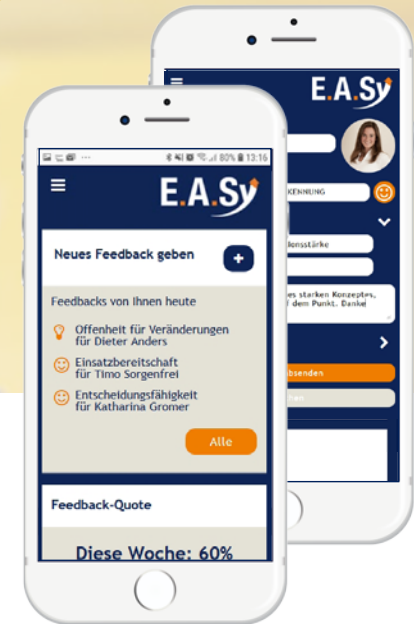 80% 13:16
E.A.Sy
Neues Feedback geben
Feedbacks von Ihnen heute
Offenheit für Veränderungen
für Dieter Anders
Einsatzbereitschaft
für Timo Sorgenfrei
Entscheidungsfähigkeit
für Katharina Gromer
Alle
Feedback-Quote
Diese Woche: 60%
E.A.Sy
KENNUNG
onsstärke
es starken Konzeptes,
f dem Punkt. Danke
bsenden